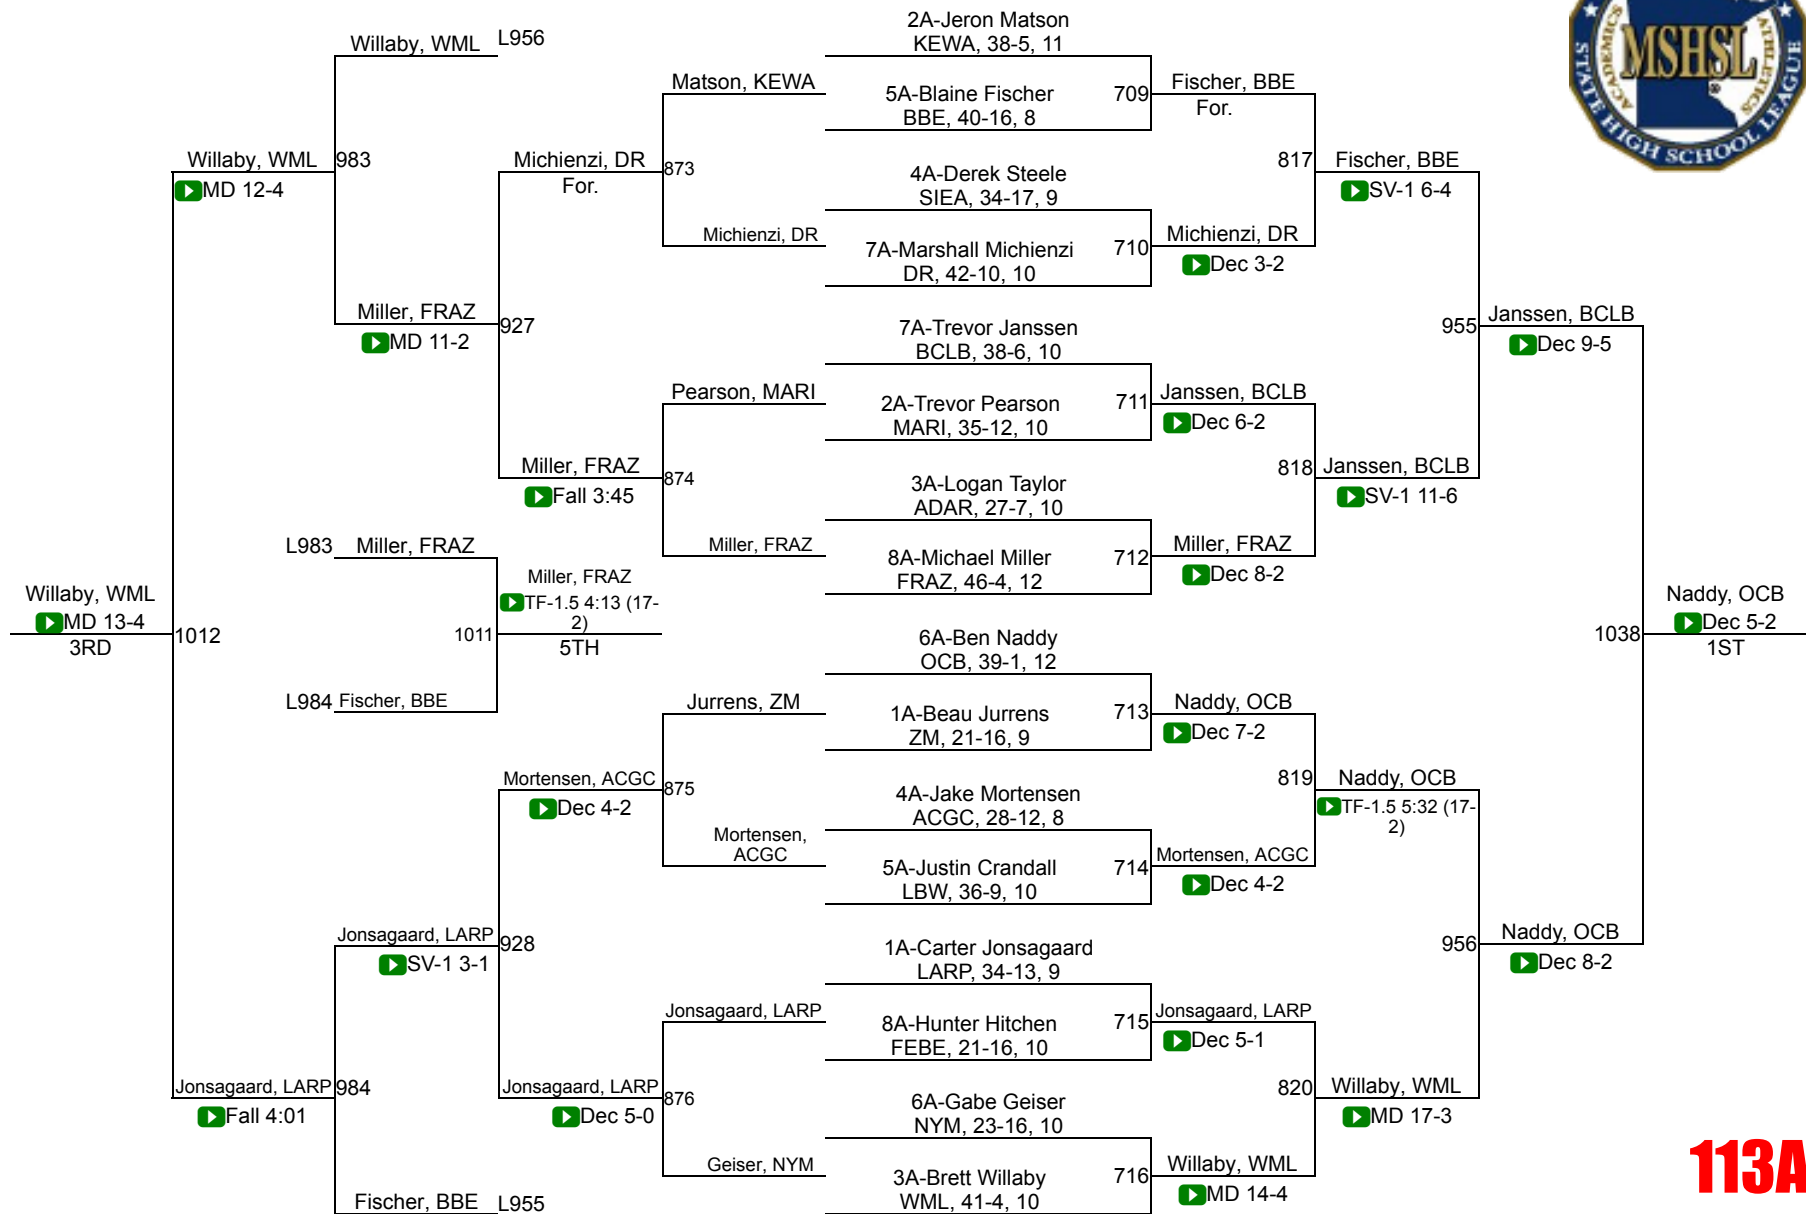 2A-Jeron Matson
KEWA, 38-5, 11
Willaby, WML L956
Matson, KEWA
5A-Blaine Fischer 709 Fischer, BBE
BBE, 40-16, 8 For.
Willaby, WML 983
MD 12-4
Michienzi, DR 873
For.
4A-Derek Steele
SIEA, 34-17, 9
817 Fischer, BBE
SV-1 6-4
Michienzi, DR
7A-Marshall Michienzi 710 Michienzi, DR
DR, 42-10, 10 Dec 3-2
Miller, FRAZ 927
MD 11-2
7A-Trevor Janssen
BCLB, 38-6, 10
955 Janssen, BCLB
Dec 9-5
Pearson, MARI
2A-Trevor Pearson 711 Janssen, BCLB
MARI, 35-12, 10 Dec 6-2
Miller, FRAZ 874
Fall 3:45
3A-Logan Taylor
ADAR, 27-7, 10
818 Janssen, BCLB
SV-1 11-6
L983 Miller, FRAZ
Miller, FRAZ
8A-Michael Miller 712 Miller, FRAZ
FRAZ, 46-4, 12 Dec 8-2
Willaby, WML
MD 13-4 1012
3RD
Miller, FRAZ
TF-1.5 4:13 (17-
2)
1011 5TH
6A-Ben Naddy
OCB, 39-1, 12
1038 Naddy, OCB
Dec 5-2
1ST
L984 Fischer, BBE
Jurrens, ZM
1A-Beau Jurrens 713 Naddy, OCB
ZM, 21-16, 9 Dec 7-2
Mortensen, ACGC 875
Dec 4-2
4A-Jake Mortensen
ACGC, 28-12, 8
819 Naddy, OCB
TF-1.5 5:32 (17-
2)
Mortensen,
ACGC
5A-Justin Crandall 714 Mortensen, ACGC
LBW, 36-9, 10 Dec 4-2
Jonsagaard, LARP 928
SV-1 3-1
1A-Carter Jonsagaard
LARP, 34-13, 9
956 Naddy, OCB
Dec 8-2
Jonsagaard, LARP
8A-Hunter Hitchen 715 Jonsagaard, LARP
FEBE, 21-16, 10 Dec 5-1
Jonsagaard, LARP 984
Fall 4:01
Jonsagaard, LARP 876
Dec 5-0
6A-Gabe Geiser
NYM, 23-16, 10
820 Willaby, WML
MD 17-3
Geiser, NYM
3A-Brett Willaby 716 Willaby, WML
WML, 41-4, 10 MD 14-4
Fischer, BBE L955
113A
MSHSL
ACADEMICS
ATHLETICS
STATE HIGH SCHOOL LEAGUE